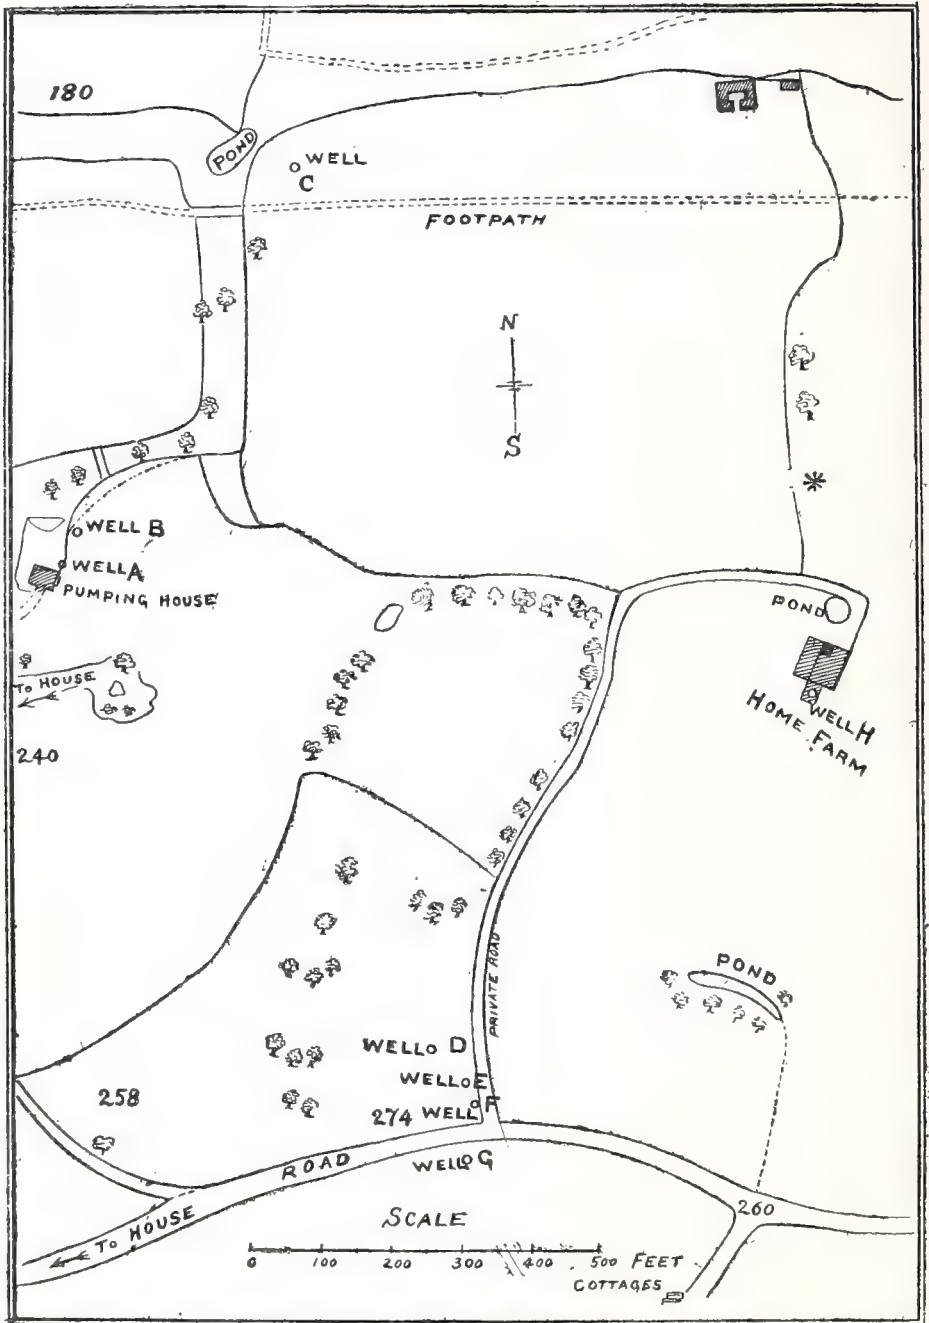 180
POND
WELL
C
FOOTPATH
N
S
WELL B
WELL A
PUMPING HOUSE
POND
TO HOUSE
WELL H
HOME FARM
240
POND
PRIVATE ROAD
WELL D
WELL E
258
274 WELL F
ROAD
WELL G
260
TO HOUSE
SCALE
0 100 200 300 400 500 FEET
COTTAGES